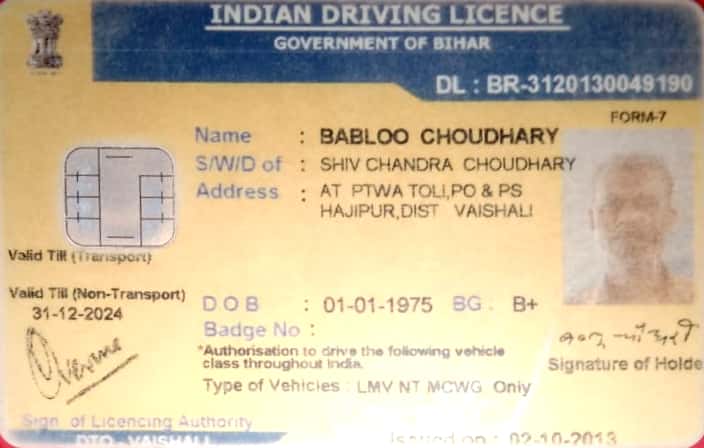 INDIAN DRIVING LICENCE
GOVERNMENT OF BIHAR
DL : BR-3120130049190
FORM-7
Name : BABLOO CHOUDHARY
S/W/D of : SHIV CHANDRA CHOUDHARY
Address : AT PTWA TOLI,PO & PS
HAJIPUR,DIST VAISHALI
Valid Till (Transport)
Valid Till (Non-Transport)
31-12-2024
D O B : 01-01-1975 BG : B+
Badge No :
*Authorisation to drive the following vehicle
class throughout India.
Type of Vehicles : LMV NT MCWG Only
Signature of Holde
Sign of Licencing Authority
DTO - VAISHALI
Issued on : 02-10-2013